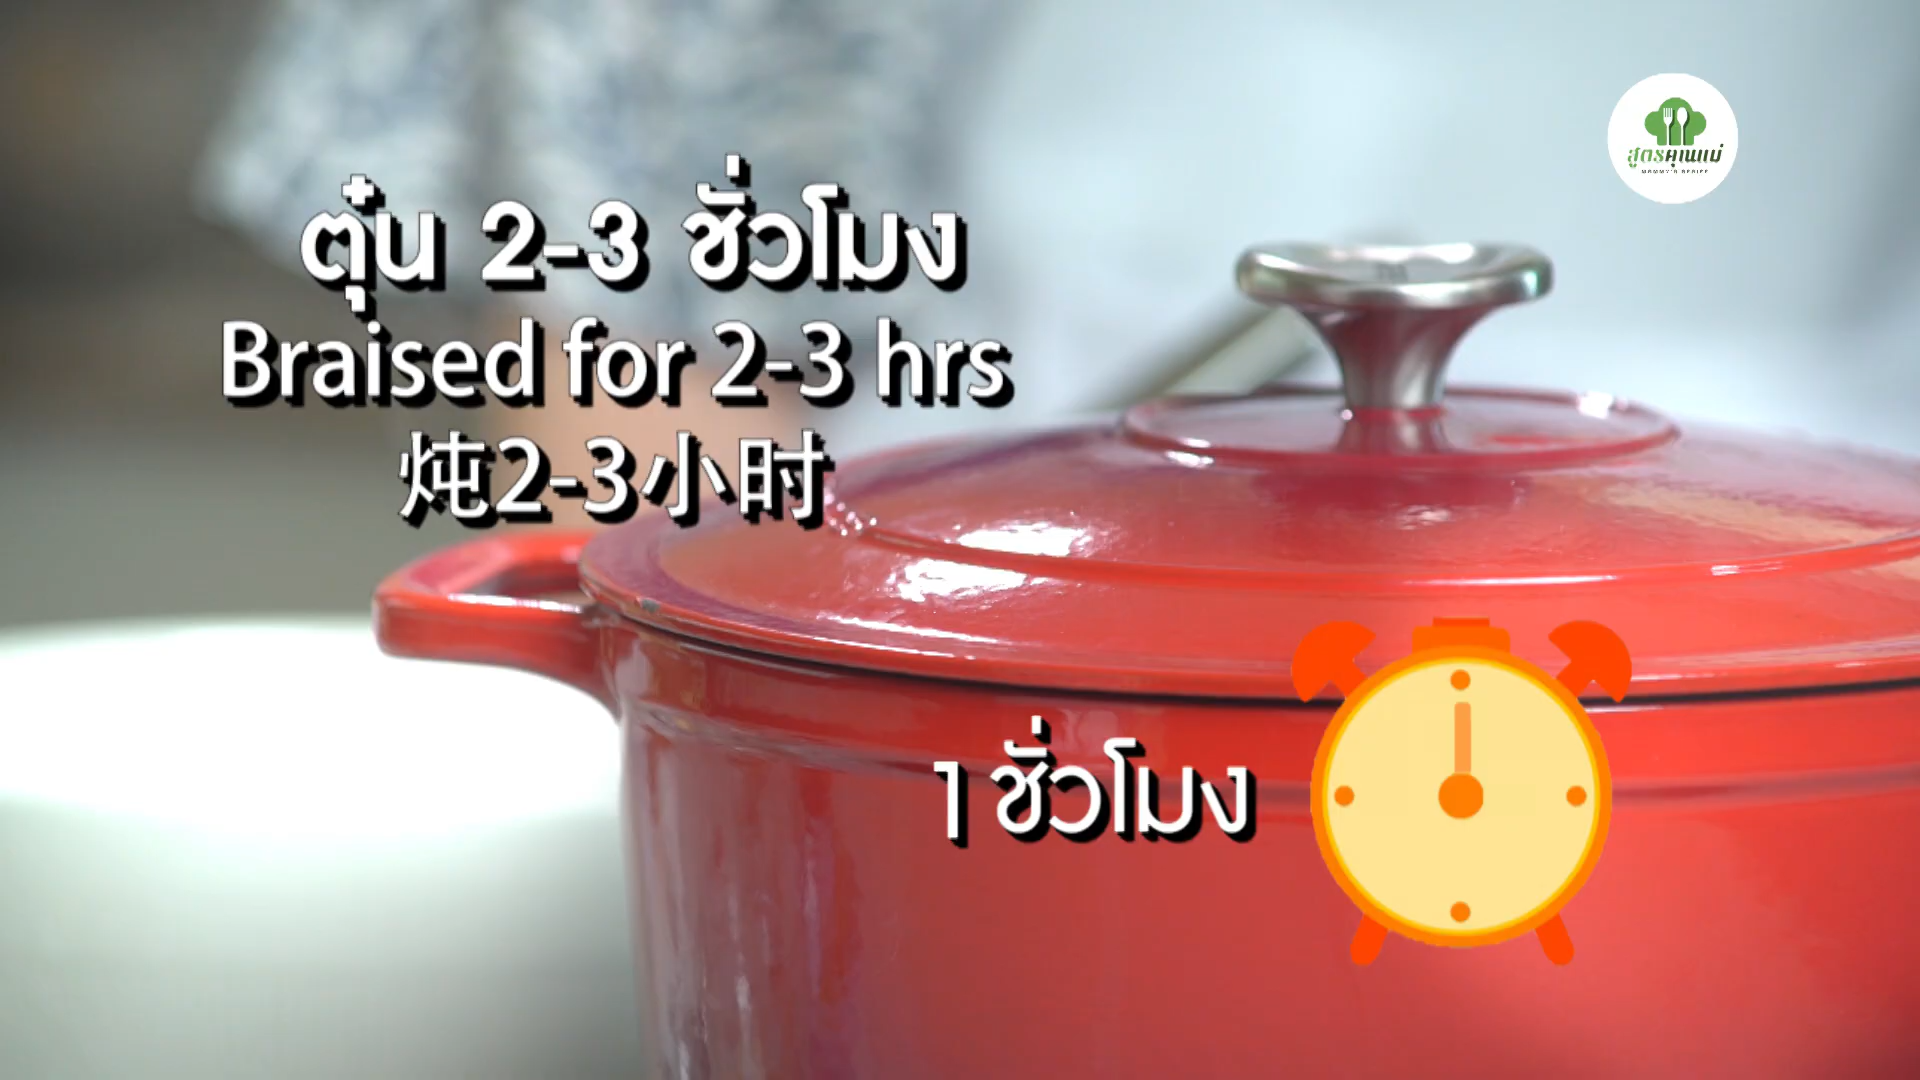 สูตรคุณแม่
ตุ๋น 2-3 ชั่วโมง
Braised for 2-3 hrs
炖2-3小时
1 ชั่วโมง